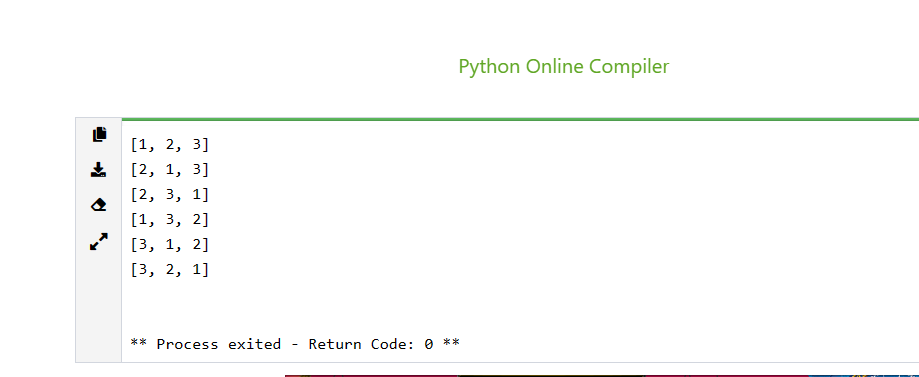 Python Online Compiler
[1, 2, 3]
[2, 1, 3]
[2, 3, 1]
[1, 3, 2]
[3, 1, 2]
[3, 2, 1]
** Process exited - Return Code: 0 **